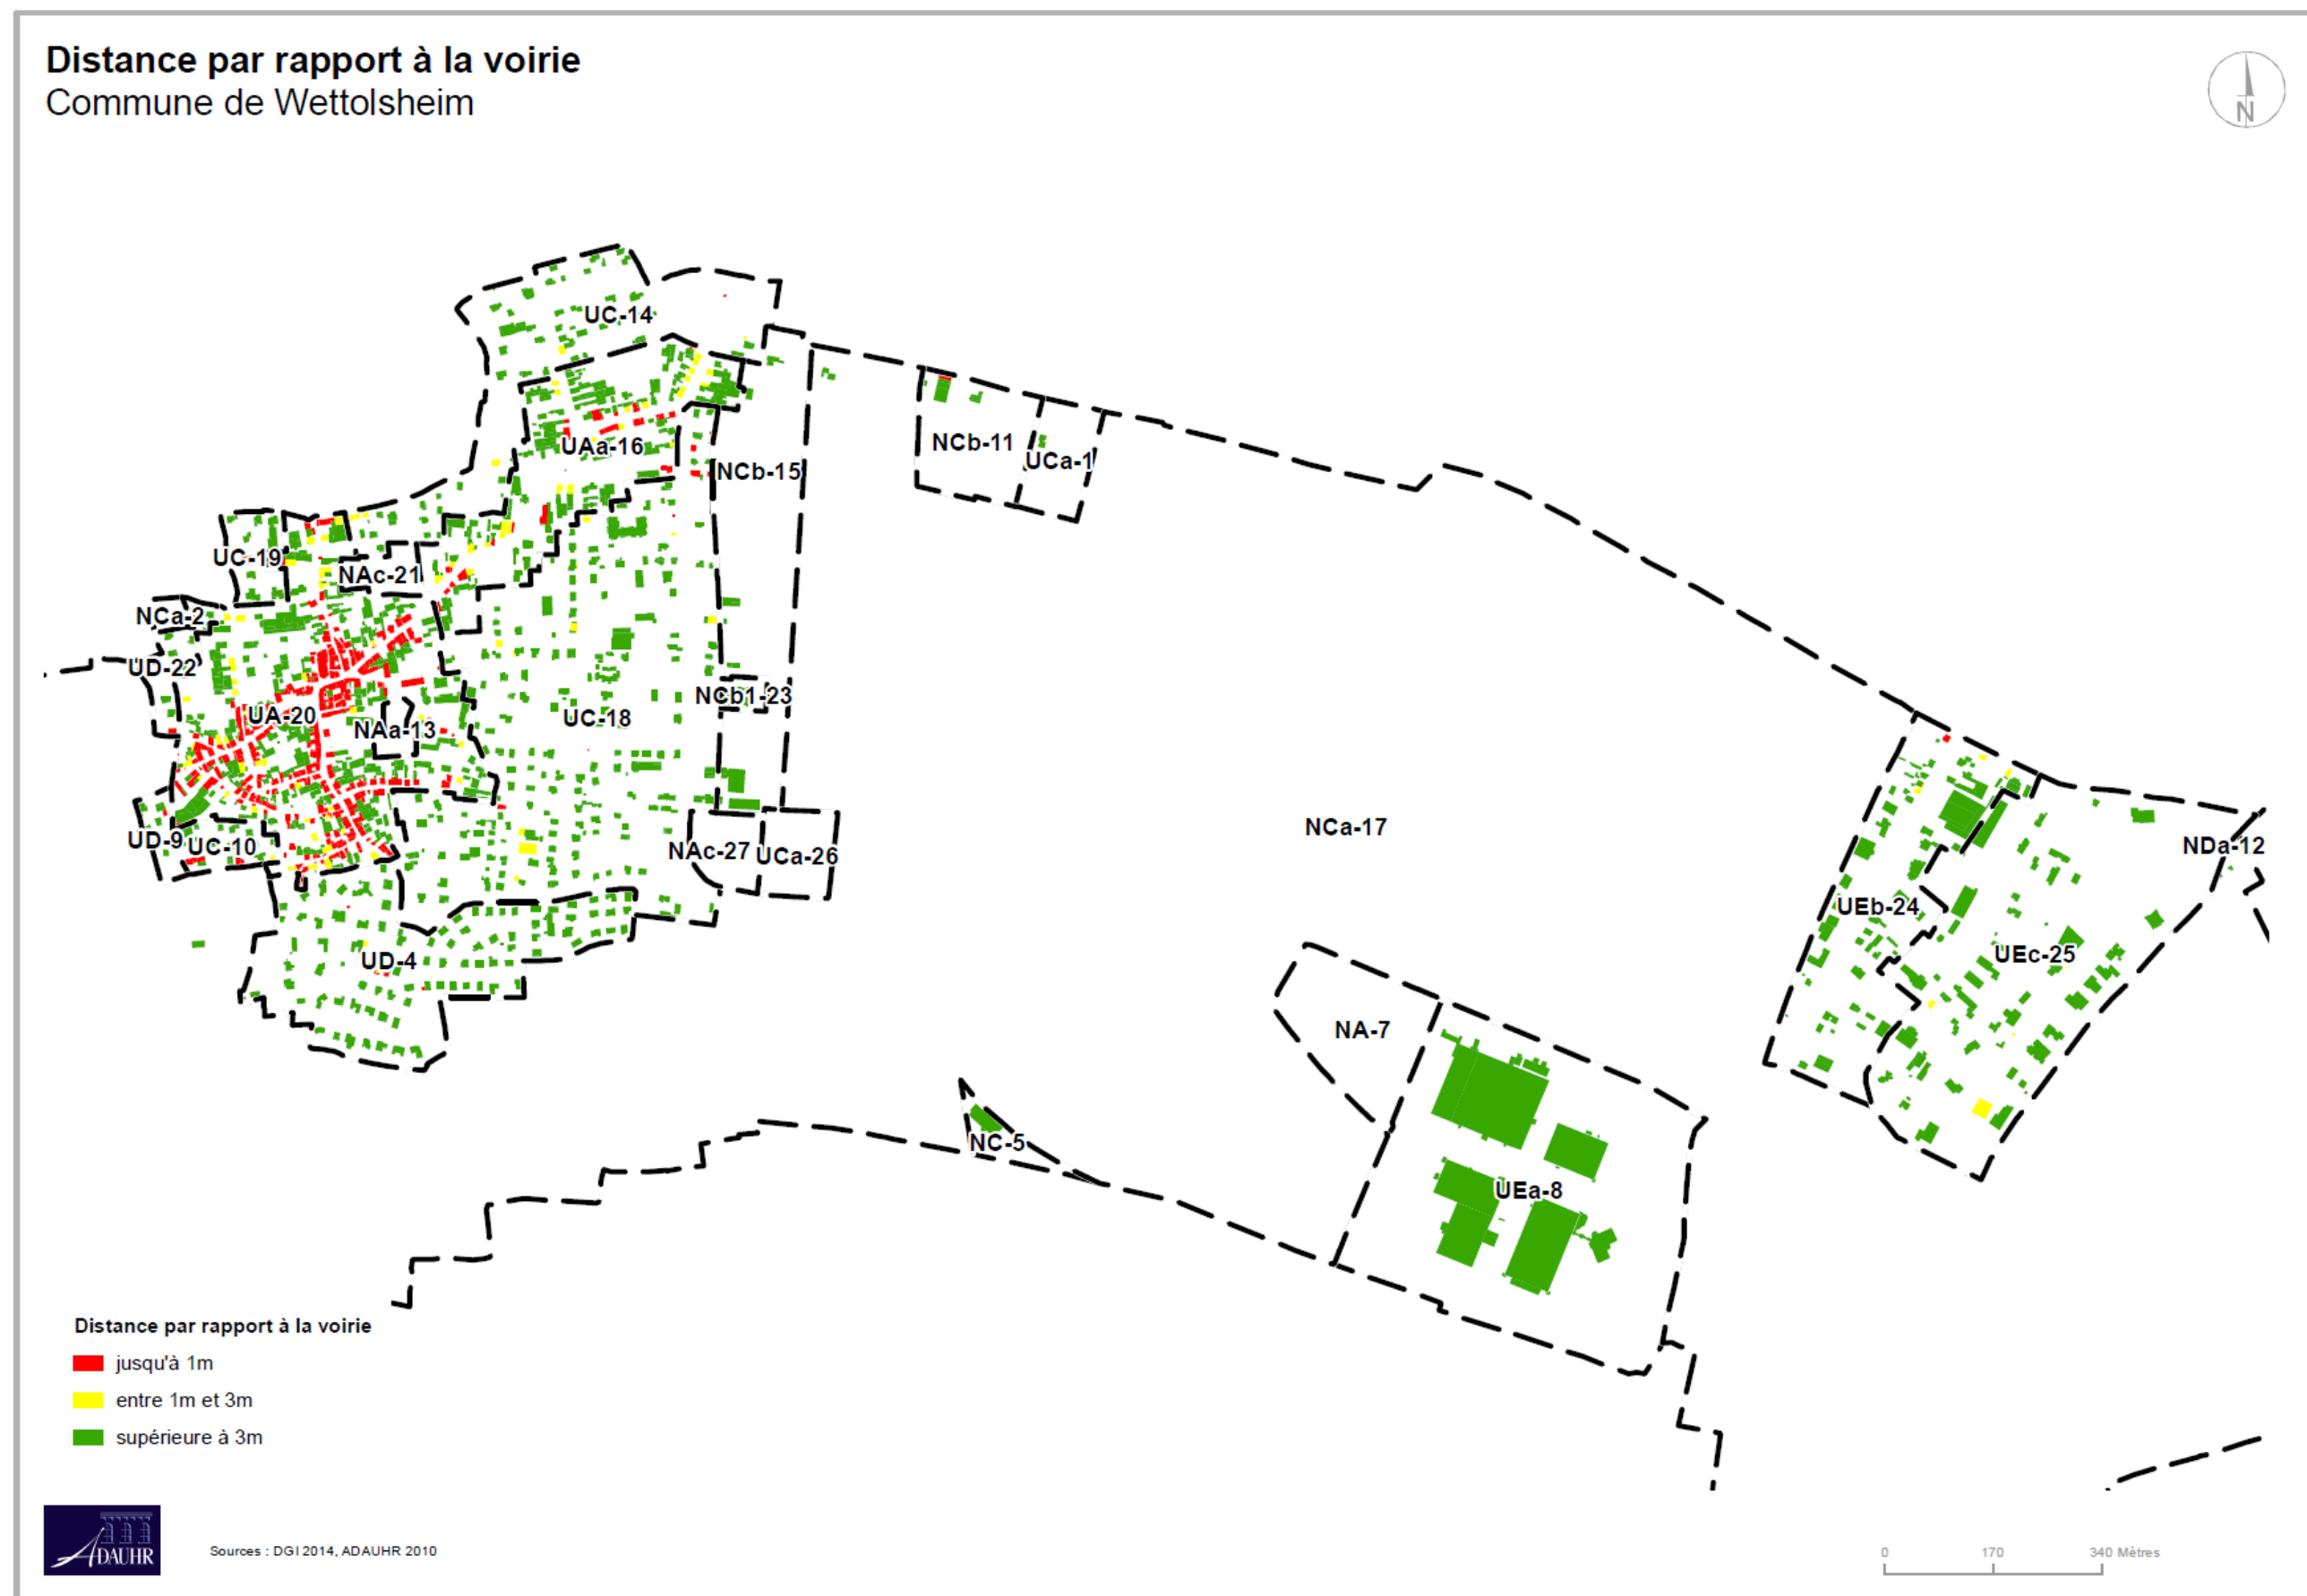 Distance par rapport à la voirie
Commune de Wettolsheim
N
UC-14
UAa-16
NCb-15
NCb-11
UCa-1
UC-19
NAc-21
NCa-2
UD-22
UA-20
NAa-13
UC-18
NCb1-23
UD-9
UC-10
NAc-27
UCa-26
NCa-17
NDa-12
UEb-24
UEc-25
UD-4
NA-7
NC-5
UEa-8
Distance par rapport à la voirie
jusqu'à 1m
entre 1m et 3m
supérieure à 3m
ADAUHR
Sources : DGI 2014, ADAUHR 2010
0 170 340 Mètres